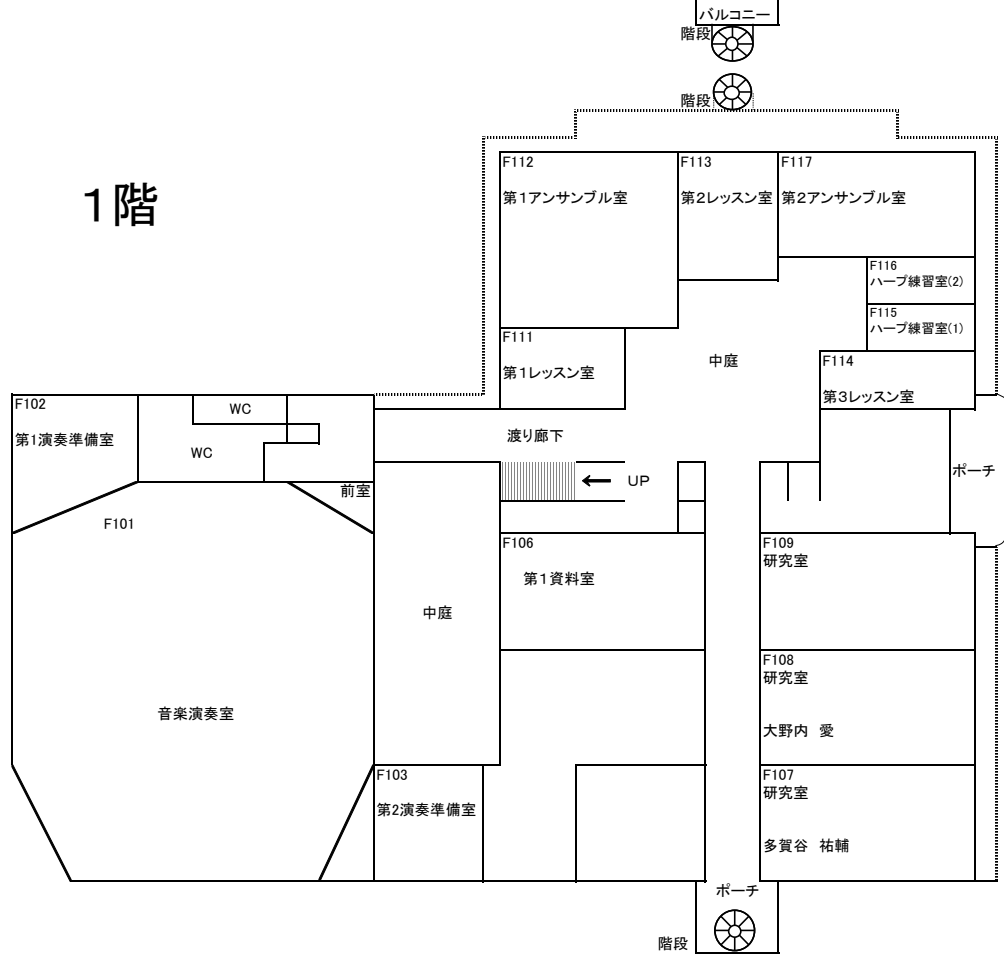 バルコニー
階段
階段
1階
F112
第1アンサンブル室
F113
第2レッスン室
F117
第2アンサンブル室
F116
ハープ練習室(2)
F115
ハープ練習室(1)
F111
第1レッスン室
中庭
F114
第3レッスン室
F102
第1演奏準備室
WC
WC
渡り廊下
ポーチ
UP
前室
F101
F106
第1資料室
F109
研究室
中庭
F108
研究室
大野内 愛
音楽演奏室
F103
第2演奏準備室
F107
研究室
多賀谷 祐輔
ポーチ
階段